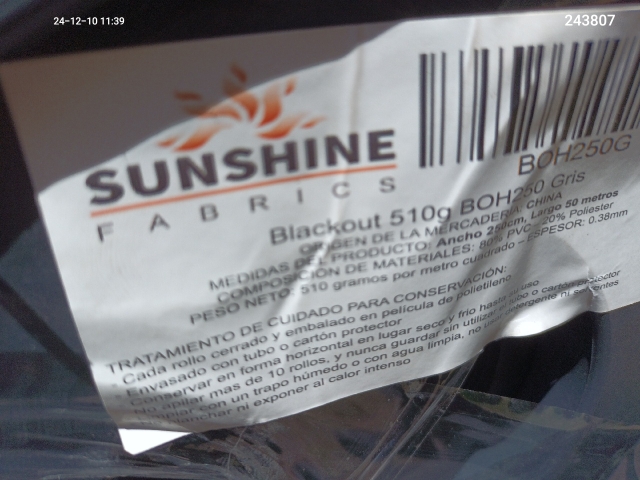 24-12-10 11:39
243807
SUNSHINE
FABRICS
BOH250G
Blackout 510g BOH250 Gris
ORIGEN DE LA MERCADERIA, CHINA
MEDIDAS DEL PRODUCTO: Ancho 250cm, Largo 50 metros
COMPOSICIÓN DE MATERIALES: 80% PVC - 20% Poliester
PESO NETO: 510 gramos por metro cuadrado - ESPESOR: 0.38mm
TRATAMIENTO DE CUIDADO PARA CONSERVACIÓN:
Cada rollo cerrado y embalado en película de polietileno
Envasado con tubo o cartón protector
Conservar en forma horizontal en lugar seco y frío hasta su uso
No apilar más de 10 rollos, y nunca guardar sin utilizar el tubo o cartón protector
Limpiar con un trapo húmedo o con agua limpia, no usar detergente ni solventes
ni exponer al calor intenso